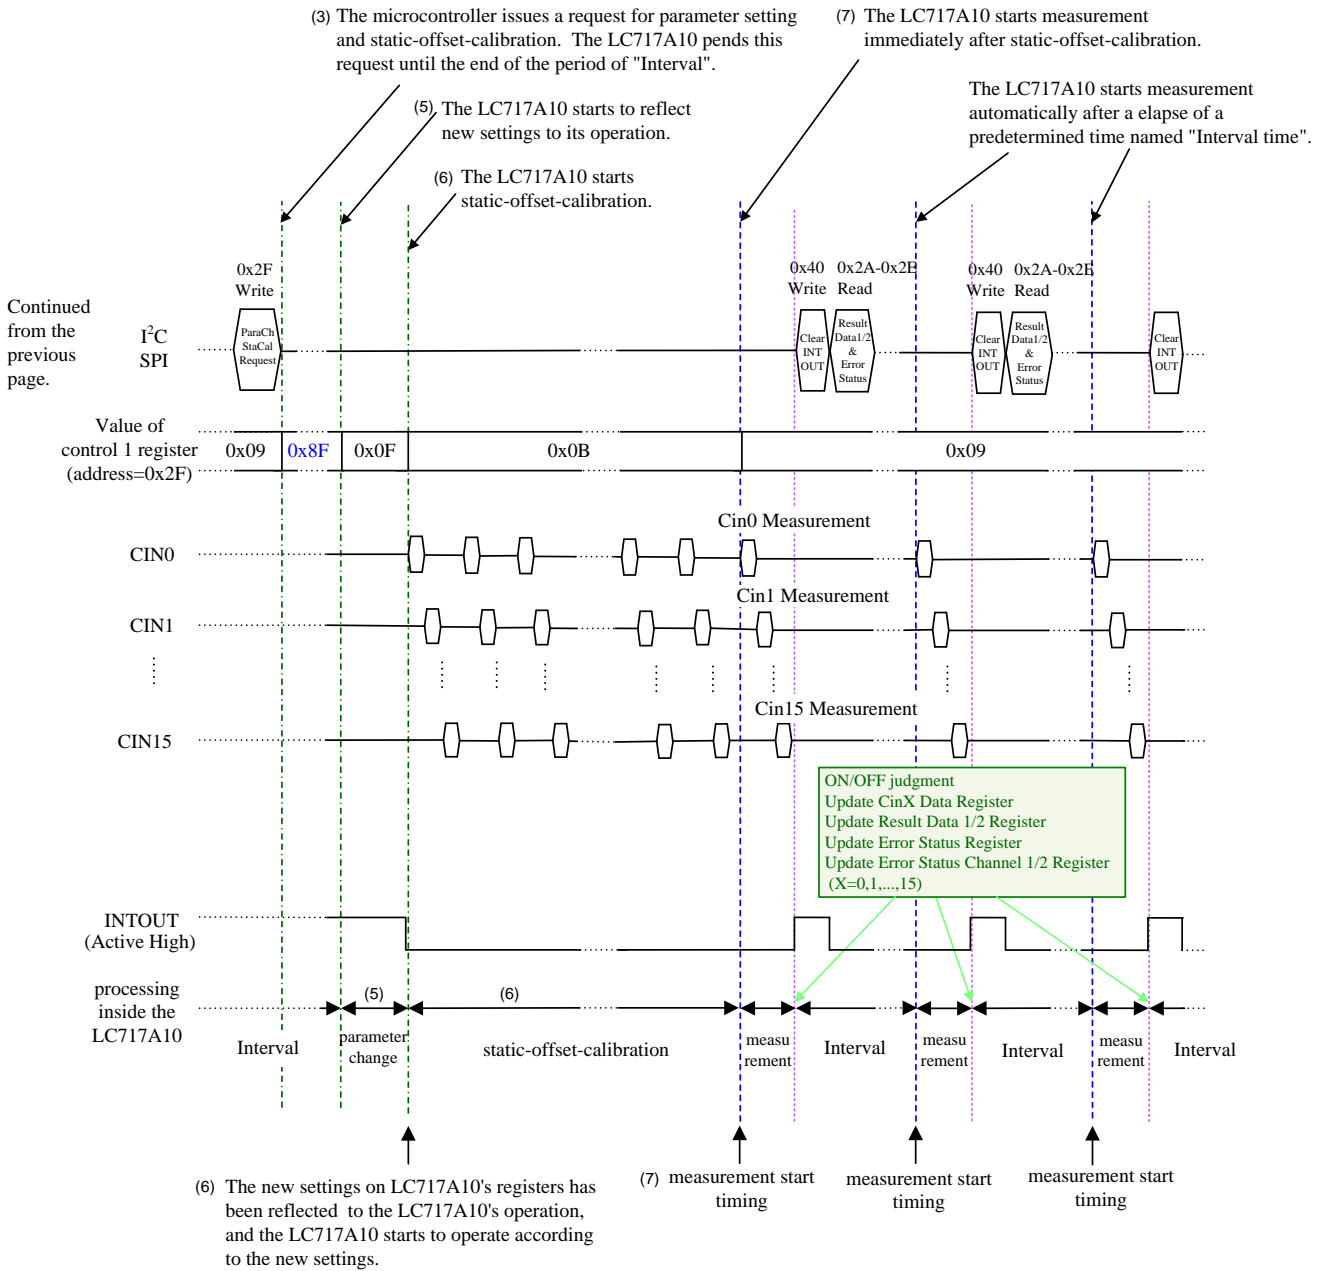 (3) The microcontroller issues a request for parameter setting
and static-offset-calibration. The LC717A10 pends this
request until the end of the period of "Interval".
(7) The LC717A10 starts measurement
immediately after static-offset-calibration.
(5) The LC717A10 starts to reflect
new settings to its operation.
The LC717A10 starts measurement
automatically after a elapse of a
predetermined time named "Interval time".
(6) The LC717A10 starts
static-offset-calibration.
0x2F
Write
0x40
Write
0x2A-0x2E
Read
0x40
Write
0x2A-0x2E
Read
Continued
from the
previous
page.
I2C
SPI
ParaCh
StaCal
Request
Clear
INT
OUT
Result
Data1/2
&
Error
Status
Clear
INT
OUT
Result
Data1/2
&
Error
Status
Clear
INT
OUT
Value of
control 1 register
(address=0x2F)
0x09
0x8F
0x0F
0x0B
0x09
Cin0 Measurement
CIN0
Cin1 Measurement
CIN1
Cin15 Measurement
CIN15
ON/OFF judgment
Update CinX Data Register
Update Result Data 1/2 Register
Update Error Status Register
Update Error Status Channel 1/2 Register
(X=0,1,...,15)
INTOUT
(Active High)
processing
inside the
LC717A10
(5)
(6)
Interval
parameter
change
static-offset-calibration
measu
rement
Interval
measu
rement
Interval
measu
rement
Interval
(6) The new settings on LC717A10's registers has
been reflected to the LC717A10's operation,
and the LC717A10 starts to operate according
to the new settings.
(7) measurement start
timing
measurement start
timing
measurement start
timing